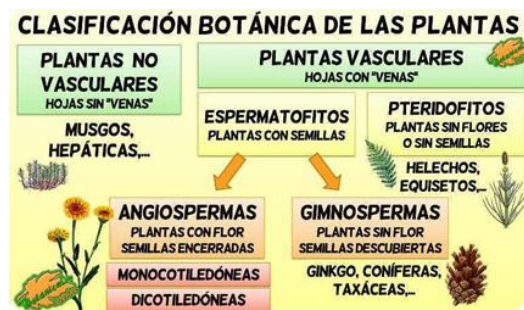 CLASIFICACIÓN BOTÁNICA DE LAS PLANTAS
PLANTAS NO
VASCULARES
HOJAS SIN "VENAS"
MUSGOS,
HEPÁTICAS,...
PLANTAS VASCULARES
HOJAS CON "VENAS"
ESPERMATOFITOS
PLANTAS CON SEMILLAS
PTERIDOFITOS
PLANTAS SIN FLORES
O SIN SEMILLAS
HELECHOS,
EQUISETOS,...
ANGIOSPERMAS
PLANTAS CON FLOR
SEMILLAS ENCERRADAS
MONOCOTILEDÓNEAS
DICOTILEDÓNEAS
GIMNOSPERMAS
PLANTAS SIN FLOR
SEMILLAS DESCUBIERTAS
GINKGO, CONÍFERAS,
TAXÁCEAS,...